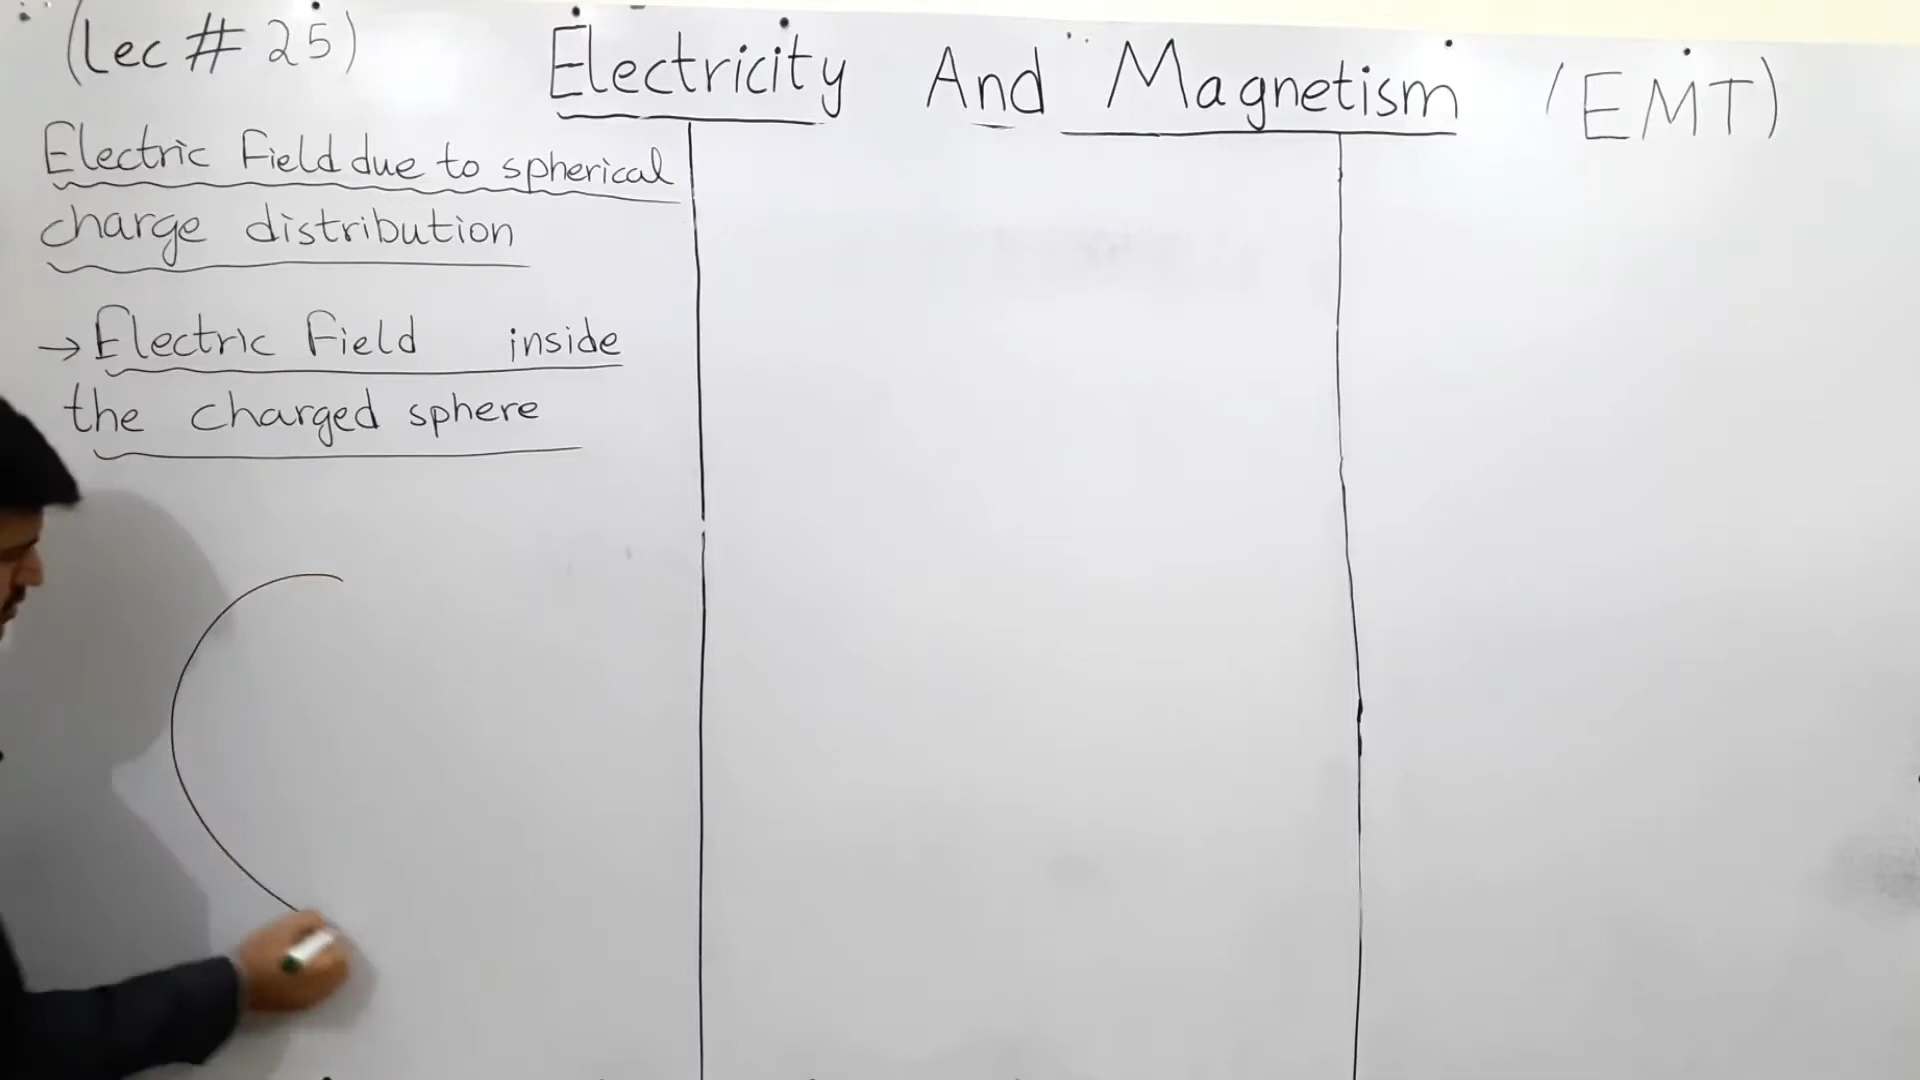 (Lec # 25)
Electricity And Magnetism (EMT)
Electric Field due to spherical
charge distribution
→ Electric Field inside
the charged sphere